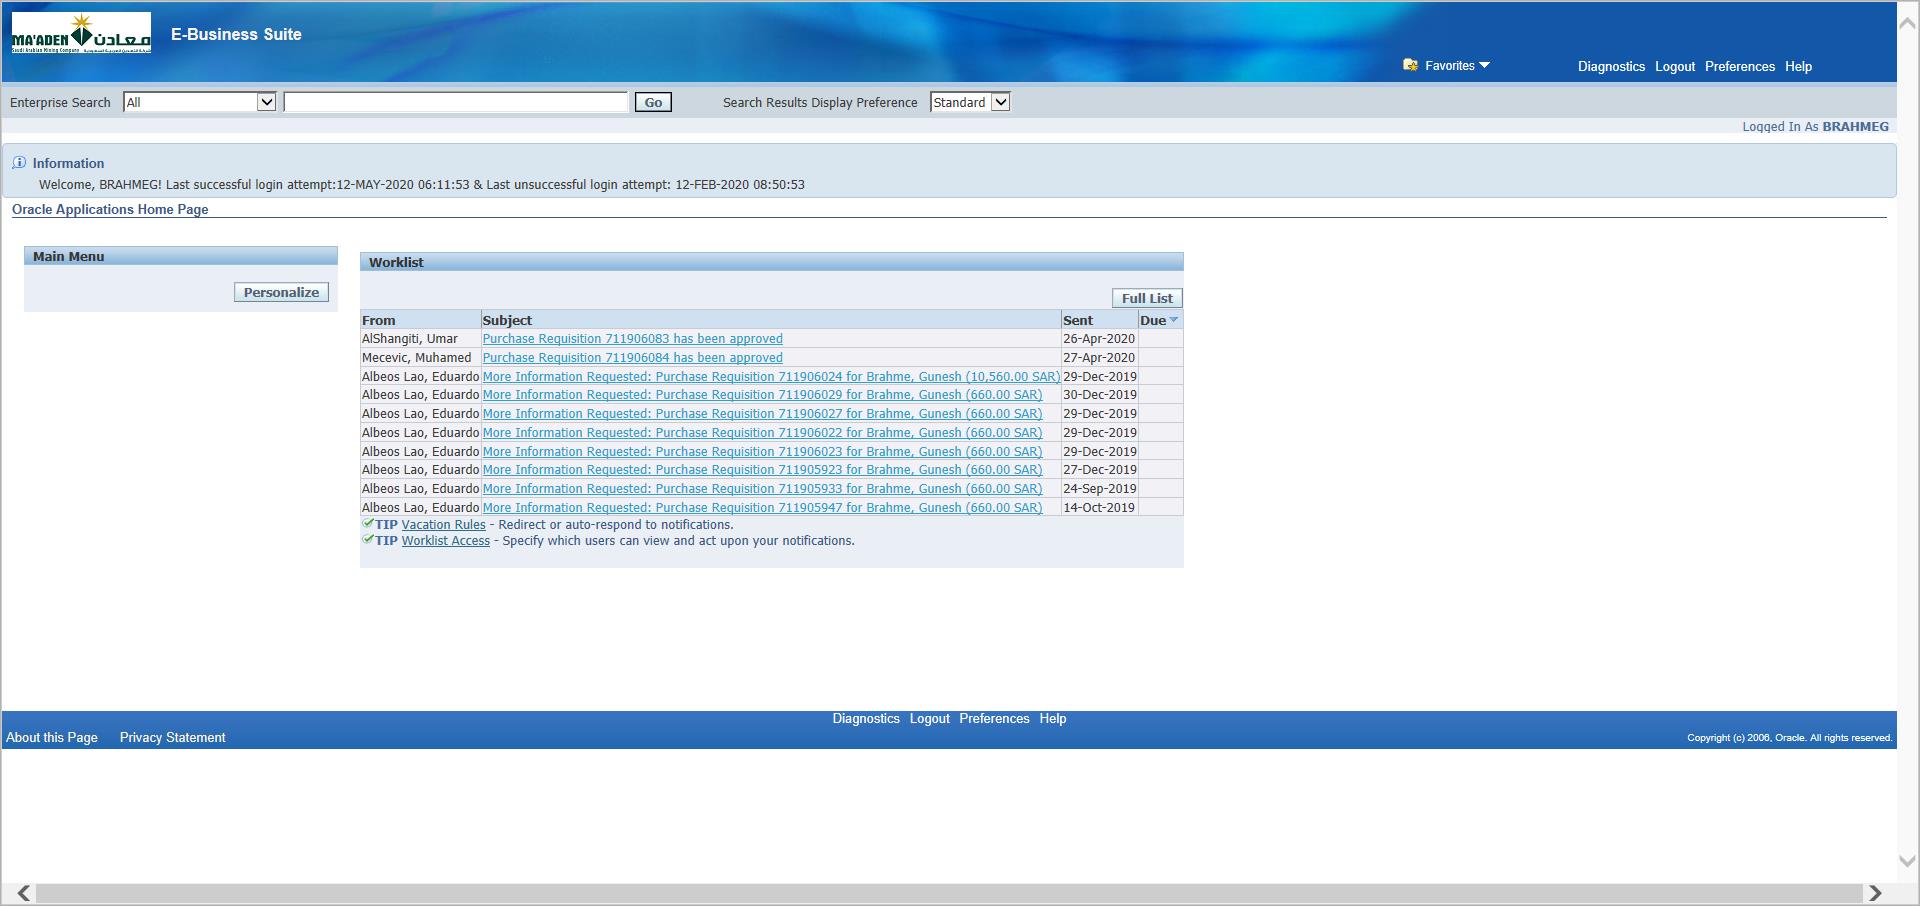 MA'ADEN معادن
Saudi Arabian Mining Company
E-Business Suite
Favorites
Diagnostics Logout Preferences Help
Enterprise Search All Go Search Results Display Preference Standard
Logged In As BRAHMEG
Information
Welcome, BRAHMEG! Last successful login attempt:12-MAY-2020 06:11:53 & Last unsuccessful login attempt: 12-FEB-2020 08:50:53
Oracle Applications Home Page
Main Menu
Personalize
Worklist
Full List
From Subject Sent Due
AlShangiti, Umar Purchase Requisition 711906083 has been approved 26-Apr-2020
Mecevic, Muhamed Purchase Requisition 711906084 has been approved 27-Apr-2020
Albeos Lao, Eduardo More Information Requested: Purchase Requisition 711906024 for Brahme, Gunesh (10,560.00 SAR) 29-Dec-2019
Albeos Lao, Eduardo More Information Requested: Purchase Requisition 711906029 for Brahme, Gunesh (660.00 SAR) 30-Dec-2019
Albeos Lao, Eduardo More Information Requested: Purchase Requisition 711906027 for Brahme, Gunesh (660.00 SAR) 29-Dec-2019
Albeos Lao, Eduardo More Information Requested: Purchase Requisition 711906022 for Brahme, Gunesh (660.00 SAR) 29-Dec-2019
Albeos Lao, Eduardo More Information Requested: Purchase Requisition 711906023 for Brahme, Gunesh (660.00 SAR) 29-Dec-2019
Albeos Lao, Eduardo More Information Requested: Purchase Requisition 711905923 for Brahme, Gunesh (660.00 SAR) 27-Dec-2019
Albeos Lao, Eduardo More Information Requested: Purchase Requisition 711905933 for Brahme, Gunesh (660.00 SAR) 24-Sep-2019
Albeos Lao, Eduardo More Information Requested: Purchase Requisition 711905947 for Brahme, Gunesh (660.00 SAR) 14-Oct-2019
TIP Vacation Rules - Redirect or auto-respond to notifications.
TIP Worklist Access - Specify which users can view and act upon your notifications.
Diagnostics Logout Preferences Help
About this Page Privacy Statement
Copyright (c) 2006, Oracle. All rights reserved.